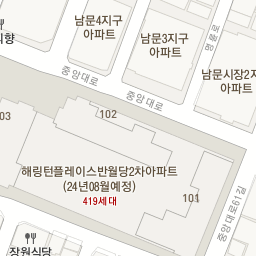 남문4지구
아파트
남문3지구
아파트
남문시장2지
아파트
의향
중앙대로
중앙대로
102
03
해링턴플레이스반월당2차아파트
(24년08월예정)
419세대
101
중앙대로61길
장원식당